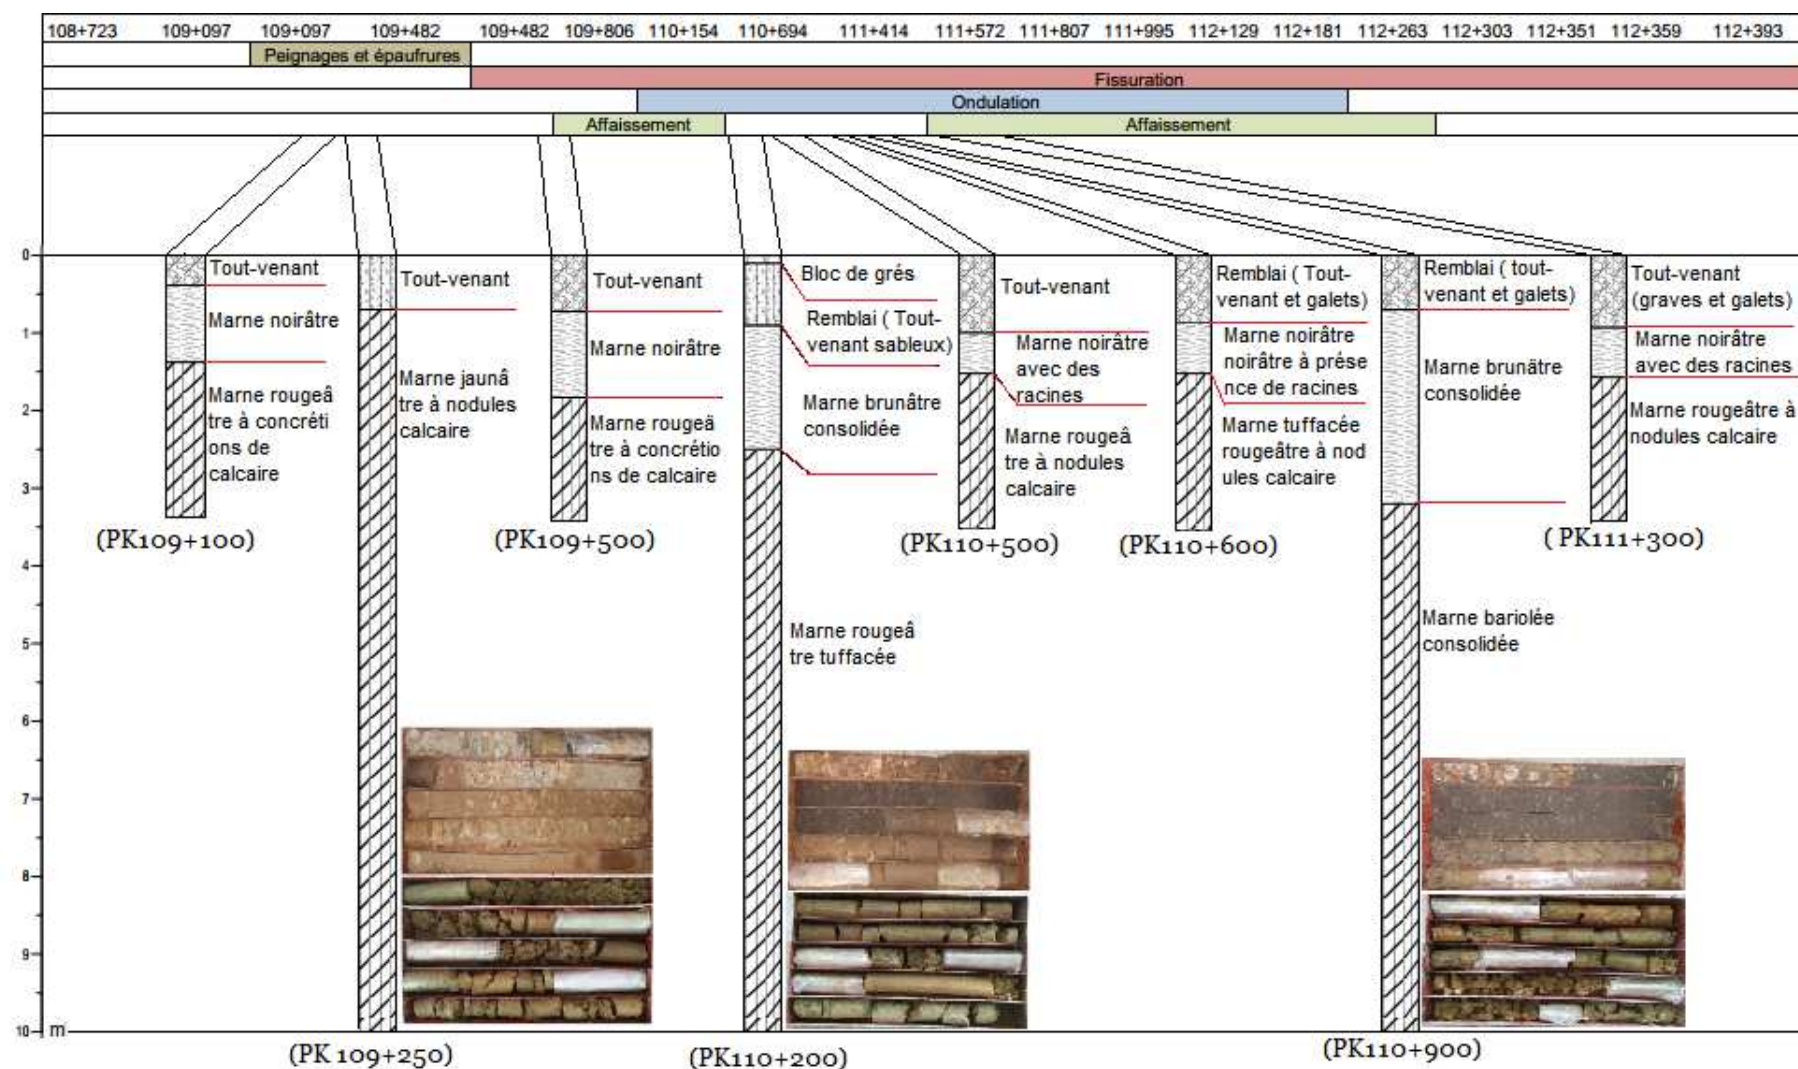 108+723 109+097 109+097 109+482 109+482 109+806 110+154 110+694 111+414 111+572 111+807 111+995 112+129 112+181 112+263 112+303 112+351 112+359 112+393
Peignages et épaufrures
Fissuration
Ondulation
Affaissement Affaissement
0
1
2
3
4
5
6
7
8
9
10 m
Tout-venant
Marne noirâtre
Marne rougeâ
tre à concréti
ons de
calcaire
(PK109+100)
Tout-venant
Marne jaunâ
tre à nodules
calcaire
(PK 109+250)
Tout-venant
Marne noirâtre
Marne rougeâ
tre à concrétio
ns de calcaire
(PK109+500)
Bloc de grés
Remblai ( Tout-
venant sableux)
Marne brunâtre
consolidée
Marne rougeâ
tre tuffacée
(PK110+200)
Tout-venant
Marne noirâtre
avec des
racines
Marne rougeâ
tre à nodules
calcaire
(PK110+500)
Remblai ( Tout-
venant et galets)
Marne noirâtre
noirâtre à prése
nce de racines
Marne tuffacée
rougeâtre à nod
ules calcaire
(PK110+600)
Remblai ( tout-
venant et galets)
Marne brunâtre
consolidée
Marne bariolée
consolidée
(PK110+900)
Tout-venant
(graves et galets)
Marne noirâtre
avec des racines
Marne rougeâtre à
nodules calcaire
( PK111+300)